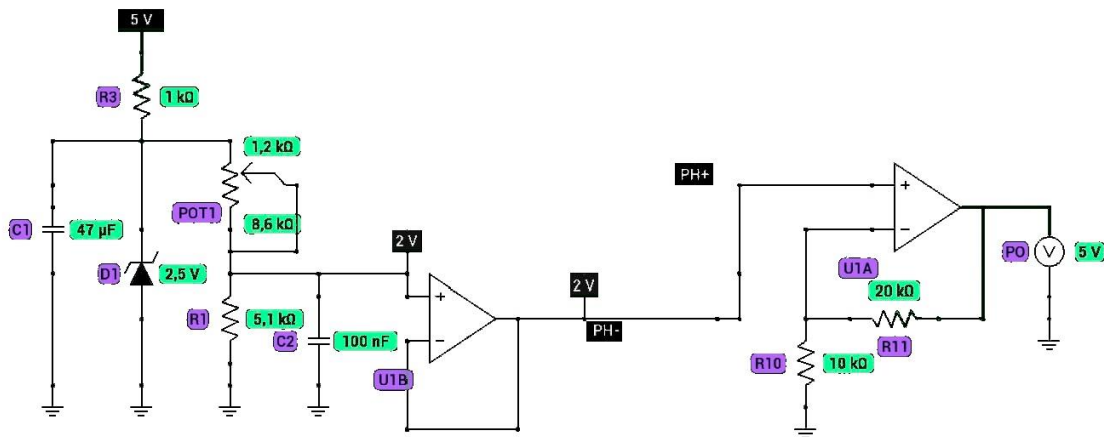 5 V
R3
1 kΩ
1,2 kΩ
POT1
8,6 kΩ
C1
47 µF
D1
2,5 V
R1
5,1 kΩ
C2
100 nF
2 V
+
−
U1B
2 V
PH-
PH+
+
−
U1A
20 kΩ
R11
R10
10 kΩ
PO
V
5 V